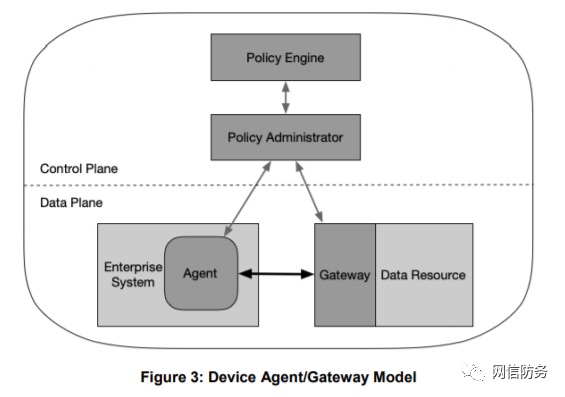 Policy Engine
Policy Administrator
Control Plane
Data Plane
Enterprise
System
Agent
Gateway
Data Resource
Figure 3: Device Agent/Gateway Model
网信防务